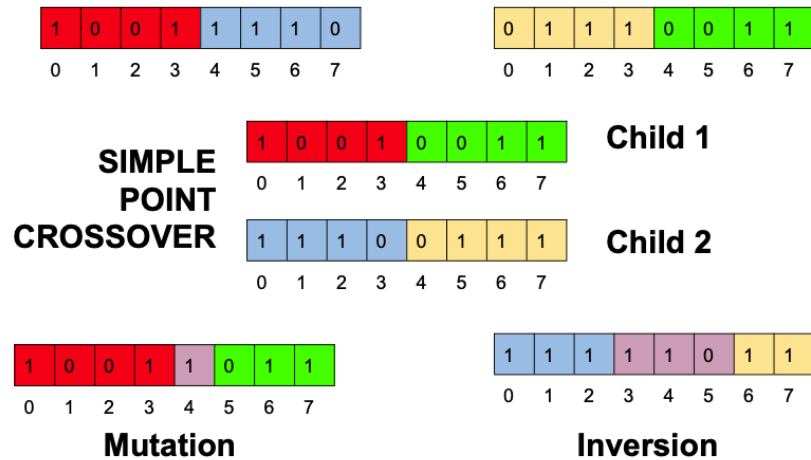 1 0 0 1 1 1 1 0
0 1 2 3 4 5 6 7
0 1 1 1 0 0 1 1
0 1 2 3 4 5 6 7
SIMPLE
POINT
CROSSOVER
1 0 0 1 0 0 1 1
0 1 2 3 4 5 6 7
Child 1
1 1 1 0 0 1 1 1
0 1 2 3 4 5 6 7
Child 2
1 0 0 1 1 0 1 1
0 1 2 3 4 5 6 7
Mutation
1 1 1 1 1 0 1 1
0 1 2 3 4 5 6 7
Inversion